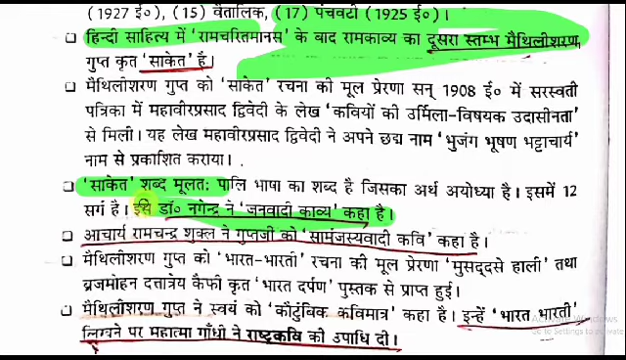 (1927 ई०), (15) वैतालिक, (17) पंचवटी (1925 ई०)।
❑ हिन्दी साहित्य में 'रामचरितमानस' के बाद रामकाव्य का दूसरा स्तम्भ मैथिलीशरण
गुप्त कृत 'साकेत' है।
❑ मैथिलीशरण गुप्त को 'साकेत' रचना की मूल प्रेरणा सन् 1908 ई० में सरस्वती
पत्रिका में महावीरप्रसाद द्विवेदी के लेख 'कवियों की उर्मिला-विषयक उदासीनता'
से मिली। यह लेख महावीरप्रसाद द्विवेदी ने अपने छद्म नाम 'भुजंग भूषण भट्टाचार्य'
नाम से प्रकाशित कराया।
❑ 'साकेत' शब्द मूलतः पालि भाषा का शब्द है जिसका अर्थ अयोध्या है। इसमें 12
सर्ग है। इसे डॉ० नगेन्द्र ने 'जनवादी काव्य' कहा है।
❑ आचार्य रामचन्द्र शुक्ल ने गुप्तजी को 'सामंजस्यवादी कवि' कहा है।
❑ मैथिलीशरण गुप्त को 'भारत-भारती' रचना की मूल प्रेरणा 'मुसद्दसे हाली' तथा
ब्रजमोहन दत्तात्रेय कैफी कृत 'भारत दर्पण' पुस्तक से प्राप्त हुई।
❑ मैथिलीशरण गुप्त ने स्वयं को 'कौटुंबिक कविमात्र' कहा है। इन्हें 'भारत भारती'
लिखने पर महात्मा गाँधी ने राष्ट्रकवि की उपाधि दी।